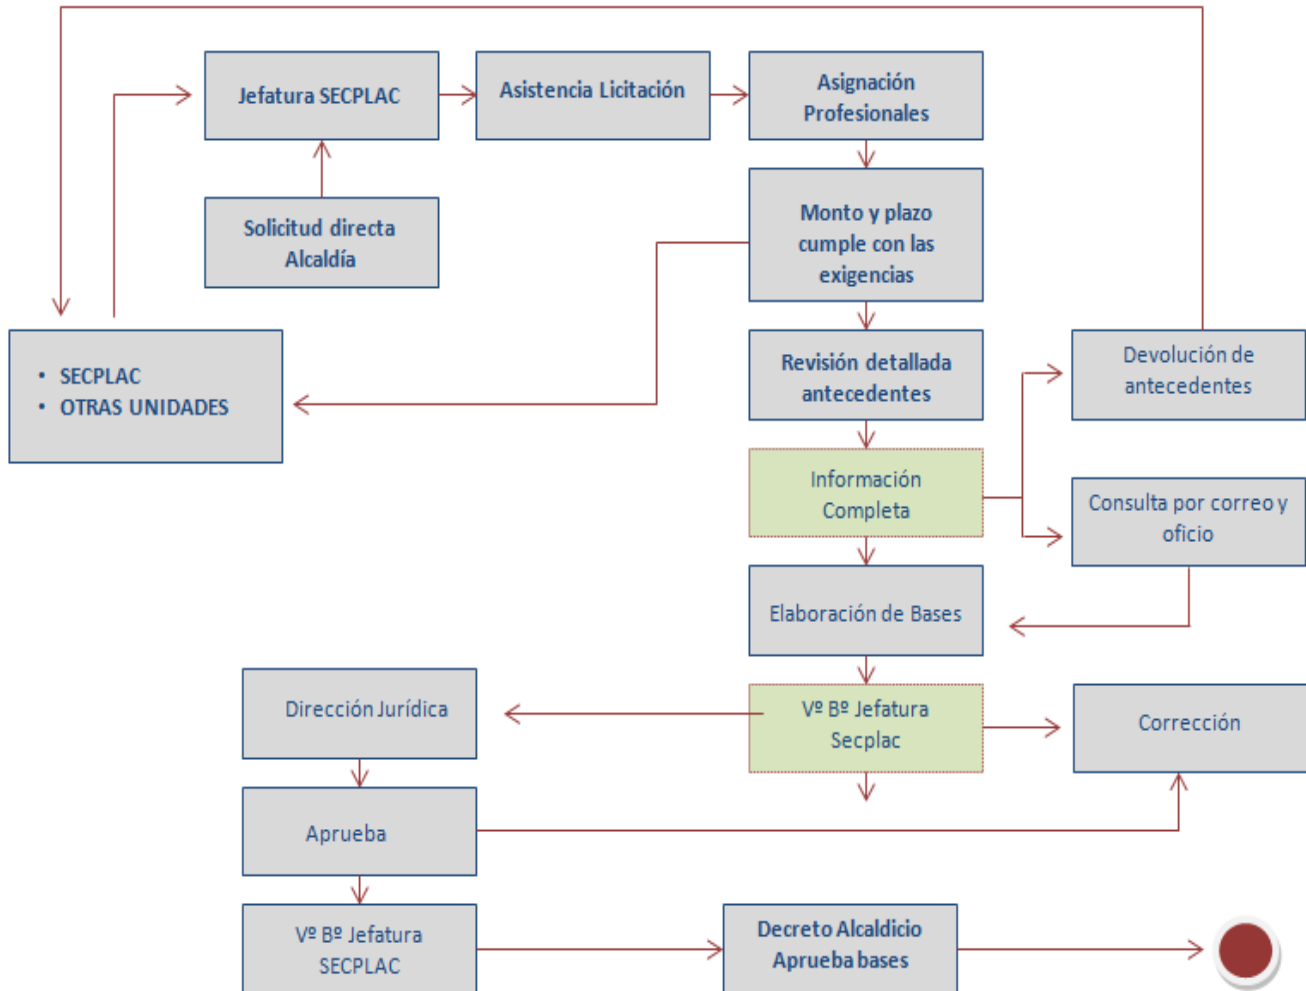 Jefatura SECPLAC
Asistencia Licitación
Asignación
Profesionales
Solicitud directa
Alcaldía
Monto y plazo
cumple con las
exigencias
• SECPLAC
• OTRAS UNIDADES
Revisión detallada
antecedentes
Devolución de
antecedentes
Información
Completa
Consulta por correo y
oficio
Elaboración de Bases
Dirección Jurídica
Vº Bº Jefatura
Secplac
Corrección
Aprueba
Vº Bº Jefatura
SECPLAC
Decreto Alcaldicio
Aprueba bases